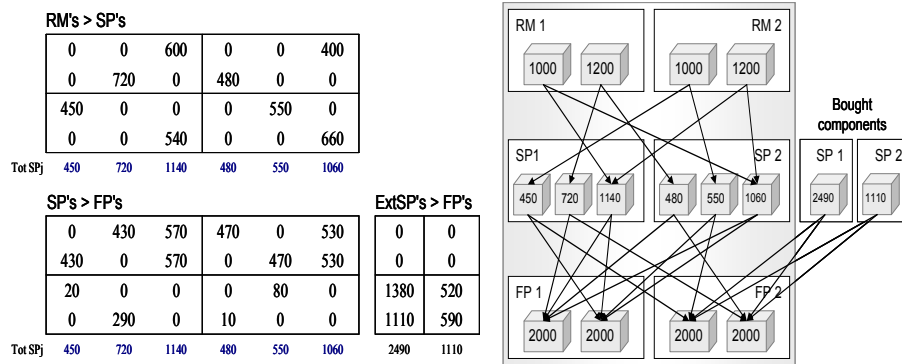 RM's > SP's
0 0 600 0 0 400
0 720 0 480 0 0
450 0 0 0 550 0
0 0 540 0 0 660
Tot SPj 450 720 1140 480 550 1060
SP's > FP's
0 430 570 470 0 530
430 0 570 0 470 530
20 0 0 0 80 0
0 290 0 10 0 0
Tot SPj 450 720 1140 480 550 1060
ExtSP's > FP's
0 0
0 0
1380 520
1110 590
2490 1110
RM 1
RM 2
1000 1200 1000 1200
Bought
components
SP1
SP 2
SP 1
SP 2
450 720 1140 480 550 1060 2490 1110
FP 1
FP 2
2000 2000 2000 2000